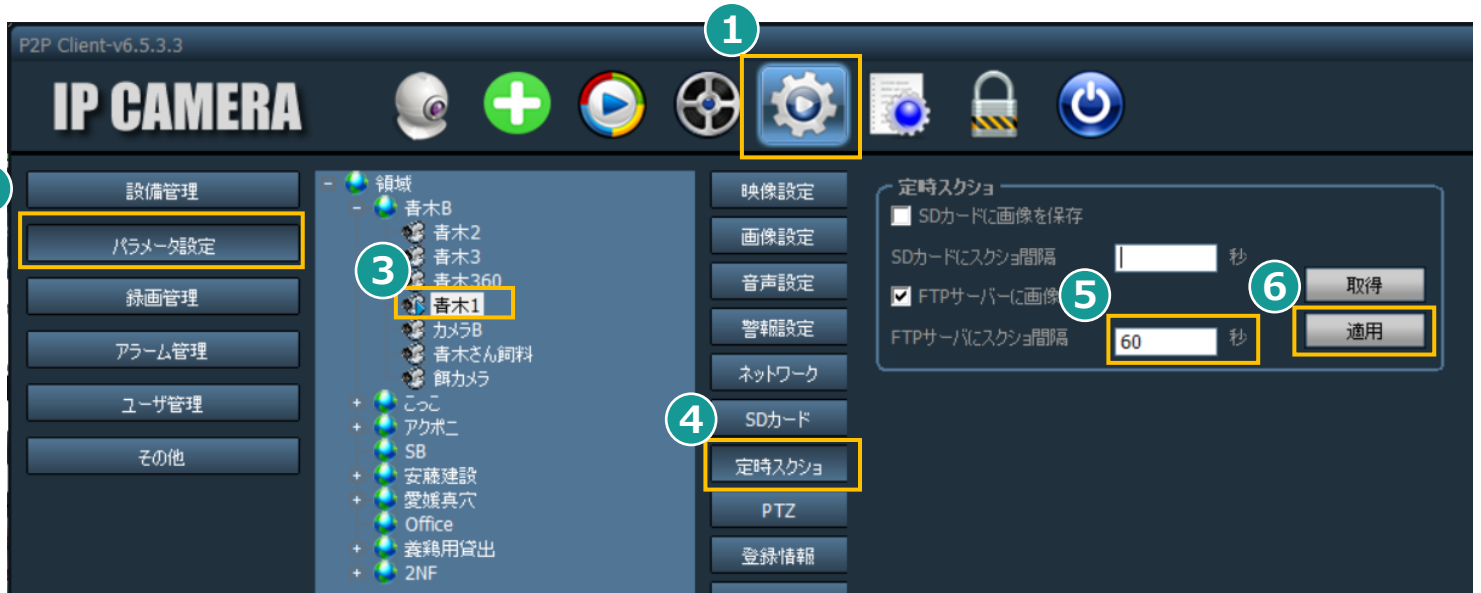 P2P Client-v6.5.3.3
1
IP CAMERA
設備管理
パラメータ設定
録画管理
アラーム管理
ユーザ管理
その他
領域
青木B
青木2
青木3
3
青木360
青木1
カメラB
青木さん飼料
餌カメラ
こっこ
アクポニ
SB
安藤建設
愛媛真穴
Office
養鶏用貸出
2NF
映像設定
画像設定
音声設定
警報設定
ネットワーク
4
SDカード
定時スクショ
PTZ
登録情報
定時スクショ
SDカードに画像を保存
SDカードにスクショ間隔 秒
FTPサーバーに画像
5
FTPサーバにスクショ間隔 60 秒
6
取得
適用